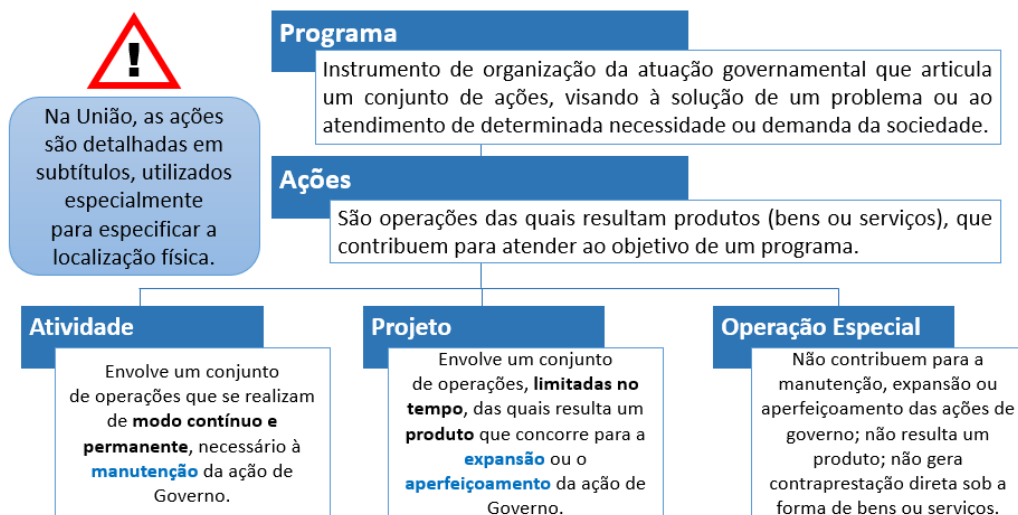 !
Na União, as ações
são detalhadas em
subtítulos, utilizados
especialmente
para especificar a
localização física.
Programa
Instrumento de organização da atuação governamental que articula
um conjunto de ações, visando à solução de um problema ou ao
atendimento de determinada necessidade ou demanda da sociedade.
Ações
São operações das quais resultam produtos (bens ou serviços), que
contribuem para atender ao objetivo de um programa.
Atividade
Envolve um conjunto
de operações que se realizam
de modo contínuo e
permanente, necessário à
manutenção da ação de
Governo.
Projeto
Envolve um conjunto
de operações, limitadas no
tempo, das quais resulta um
produto que concorre para a
expansão ou o
aperfeiçoamento da ação de
Governo.
Operação Especial
Não contribuem para a
manutenção, expansão ou
aperfeiçoamento das ações de
governo; não resulta um
produto; não gera
contraprestação direta sob a
forma de bens ou serviços.